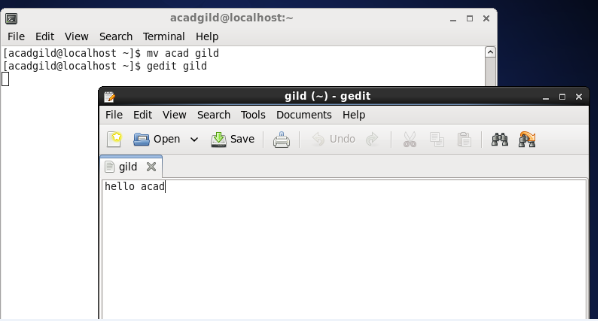 acadgild@localhost:~
File Edit View Search Terminal Help
[acadgild@localhost ~]$ mv acad gild
[acadgild@localhost ~]$ gedit gild
gild (~) - gedit
File Edit View Search Tools Documents Help
Open Save Undo
gild
hello acad